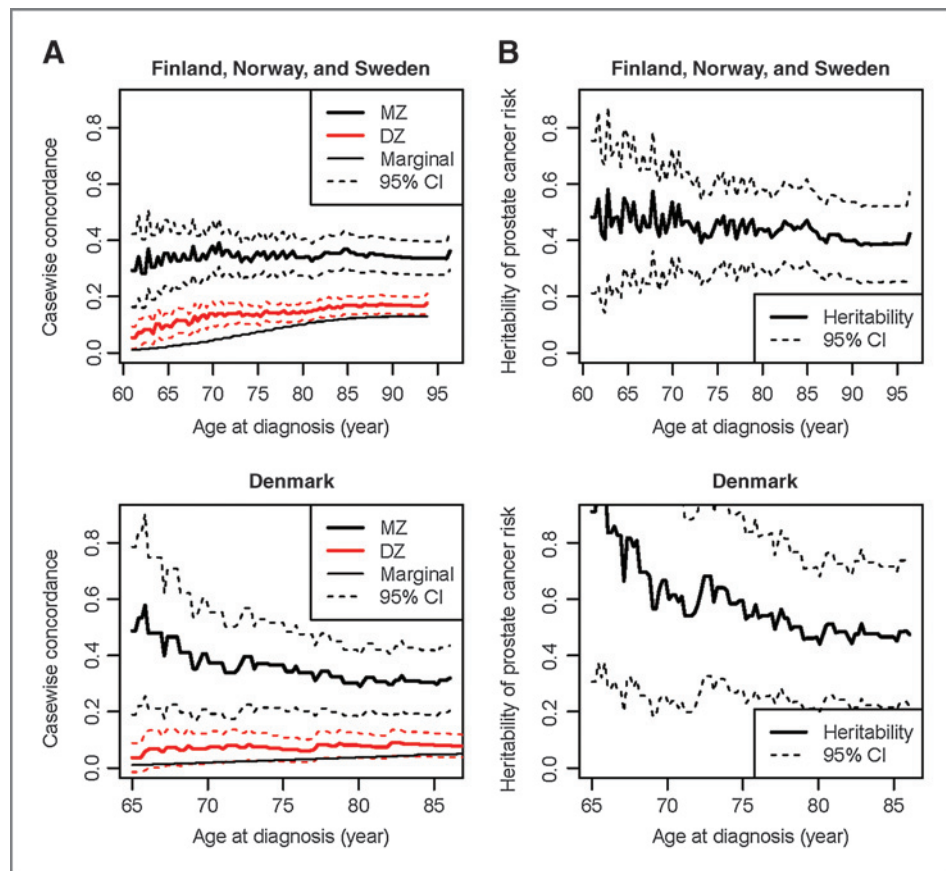 A
Finland, Norway, and Sweden
Casewise concordance
0.0 0.2 0.4 0.6 0.8
MZ
DZ
Marginal
95% CI
60 65 70 75 80 85 90 95
Age at diagnosis (year)
B
Finland, Norway, and Sweden
Heritability of prostate cancer risk
0.0 0.2 0.4 0.6 0.8
Heritability
95% CI
60 65 70 75 80 85 90 95
Age at diagnosis (year)
Denmark
Casewise concordance
0.0 0.2 0.4 0.6 0.8
MZ
DZ
Marginal
95% CI
65 70 75 80 85
Age at diagnosis (year)
Denmark
Heritability of prostate cancer risk
0.0 0.2 0.4 0.6 0.8
Heritability
95% CI
65 70 75 80 85
Age at diagnosis (year)